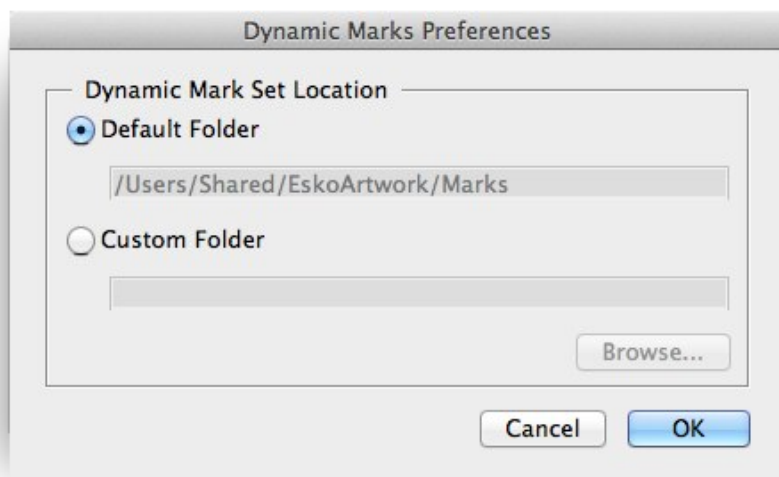 Dynamic Marks Preferences
Dynamic Mark Set Location
Default Folder
/Users/Shared/EskoArtwork/Marks
Custom Folder
Browse...
Cancel OK